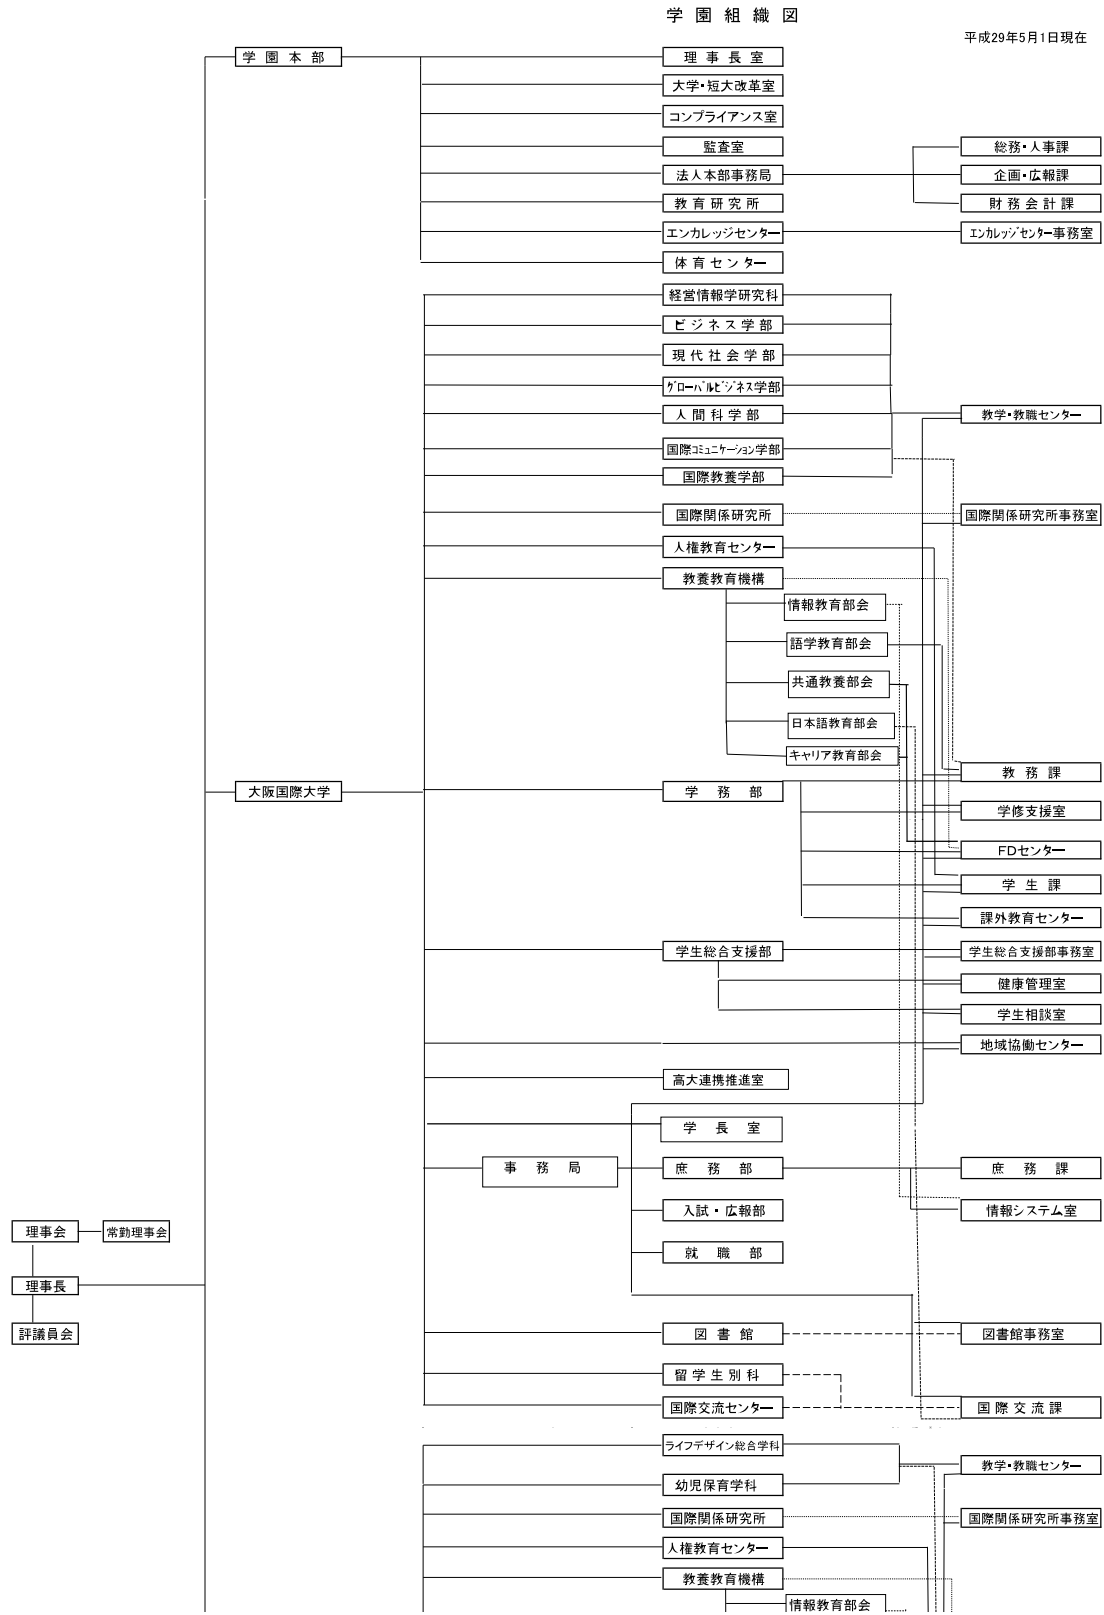 学園組織図
平成29年5月1日現在
学園本部
理事長室
大学・短大改革室
コンプライアンス室
監査室
総務・人事課
法人本部事務局
企画・広報課
教育研究所
財務会計課
エンカレッジセンター
エンカレッジセンター事務室
体育センター
経営情報学研究科
ビジネス学部
現代社会学部
グローバルビジネス学部
人間科学部
教学・教職センター
国際コミュニケーション学部
国際教養学部
国際関係研究所
国際関係研究所事務室
人権教育センター
教養教育機構
情報教育部会
語学教育部会
共通教養部会
日本語教育部会
キャリア教育部会
教務課
大阪国際大学
学務部
学修支援室
FDセンター
学生課
課外教育センター
学生総合支援部
学生総合支援部事務室
健康管理室
学生相談室
地域協働センター
高大連携推進室
学長室
事務局
庶務部
庶務課
入試・広報部
情報システム室
理事会
常勤理事会
就職部
理事長
評議員会
図書館
図書館事務室
留学生別科
国際交流センター
国際交流課
ライフデザイン総合学科
教学・教職センター
幼児保育学科
国際関係研究所
国際関係研究所事務室
人権教育センター
教養教育機構
情報教育部会